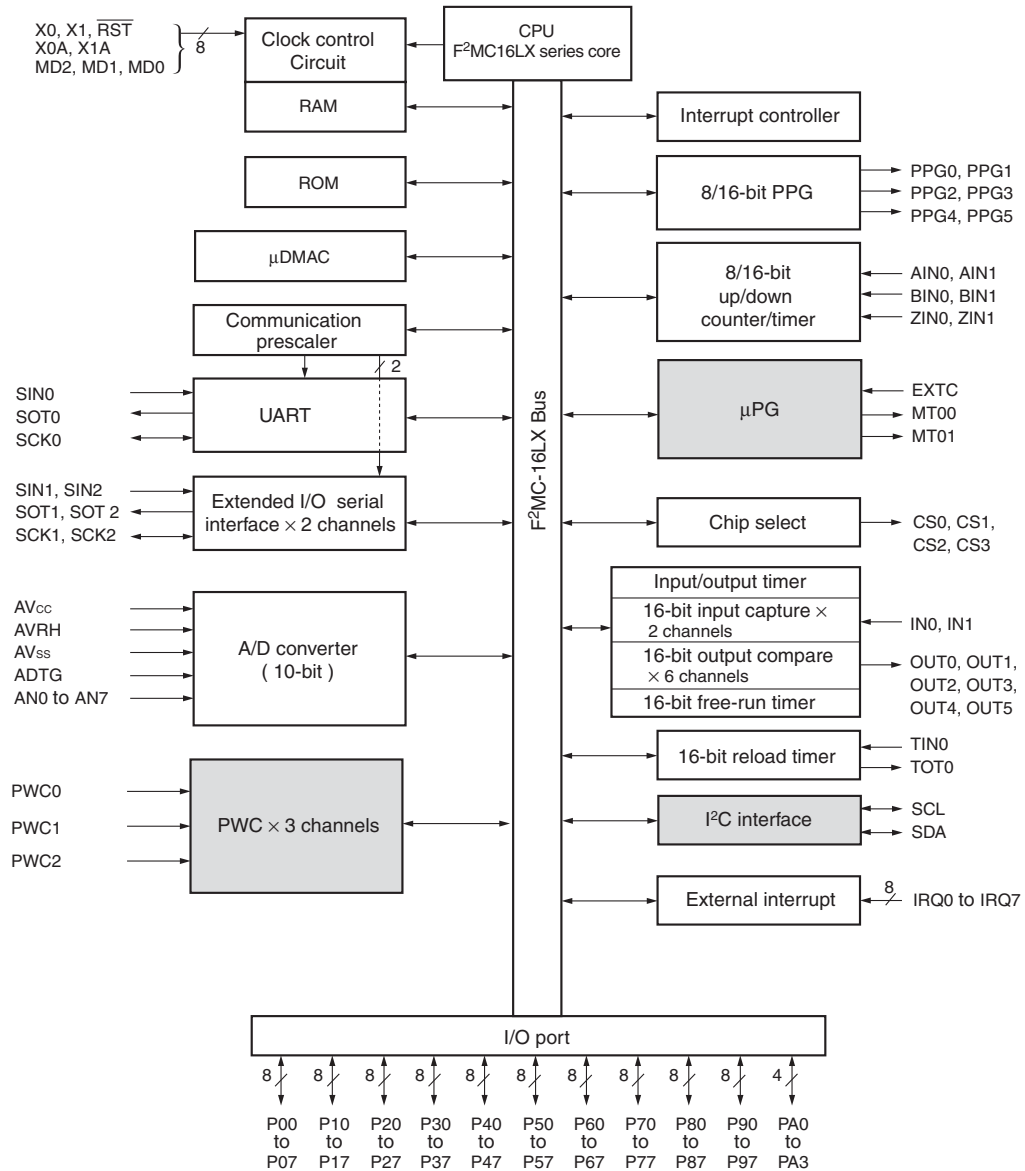 X0, X1, RST
X0A, X1A
MD2, MD1, MD0
8
Clock control
Circuit
CPU
F²MC16LX series core
RAM
ROM
μDMAC
Communication
prescaler
2
SIN0
SOT0
SCK0
UART
SIN1, SIN2
SOT1, SOT 2
SCK1, SCK2
Extended I/O serial
interface × 2 channels
AVcc
AVRH
AVss
ADTG
AN0 to AN7
A/D converter
( 10-bit )
PWC0
PWC1
PWC2
PWC × 3 channels
F²MC-16LX Bus
Interrupt controller
8/16-bit PPG
PPG0, PPG1
PPG2, PPG3
PPG4, PPG5
8/16-bit
up/down
counter/timer
AIN0, AIN1
BIN0, BIN1
ZIN0, ZIN1
μPG
EXTC
MT00
MT01
Chip select
CS0, CS1,
CS2, CS3
Input/output timer
16-bit input capture ×
2 channels
16-bit output compare
× 6 channels
16-bit free-run timer
IN0, IN1
OUT0, OUT1,
OUT2, OUT3,
OUT4, OUT5
16-bit reload timer
TIN0
TOT0
I²C interface
SCL
SDA
External interrupt
8
IRQ0 to IRQ7
I/O port
8 8 8 8 8 8 8 8 8 8 4
P00 P10 P20 P30 P40 P50 P60 P70 P80 P90 PA0
to to to to to to to to to to to
P07 P17 P27 P37 P47 P57 P67 P77 P87 P97 PA3